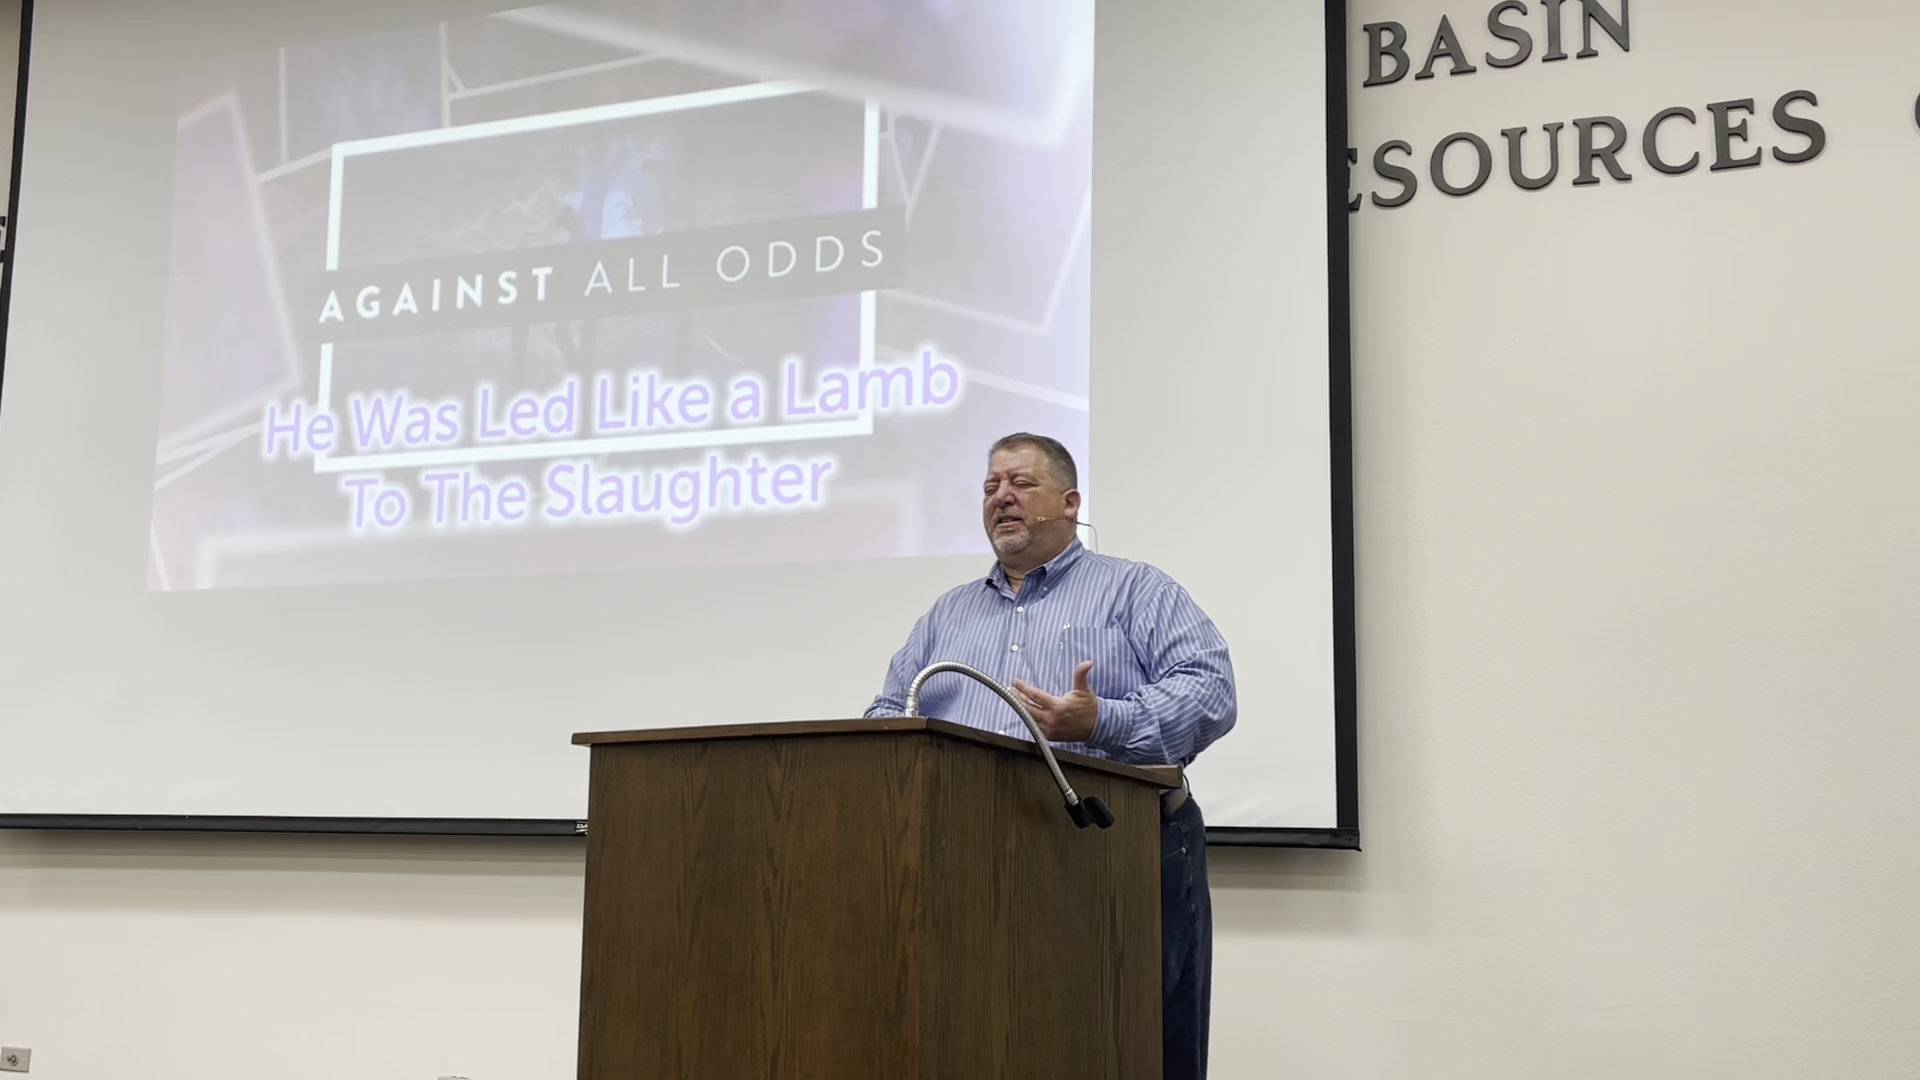 BASIN
ESOURCES
AGAINST ALL ODDS
He Was Led Like a Lamb
To The Slaughter